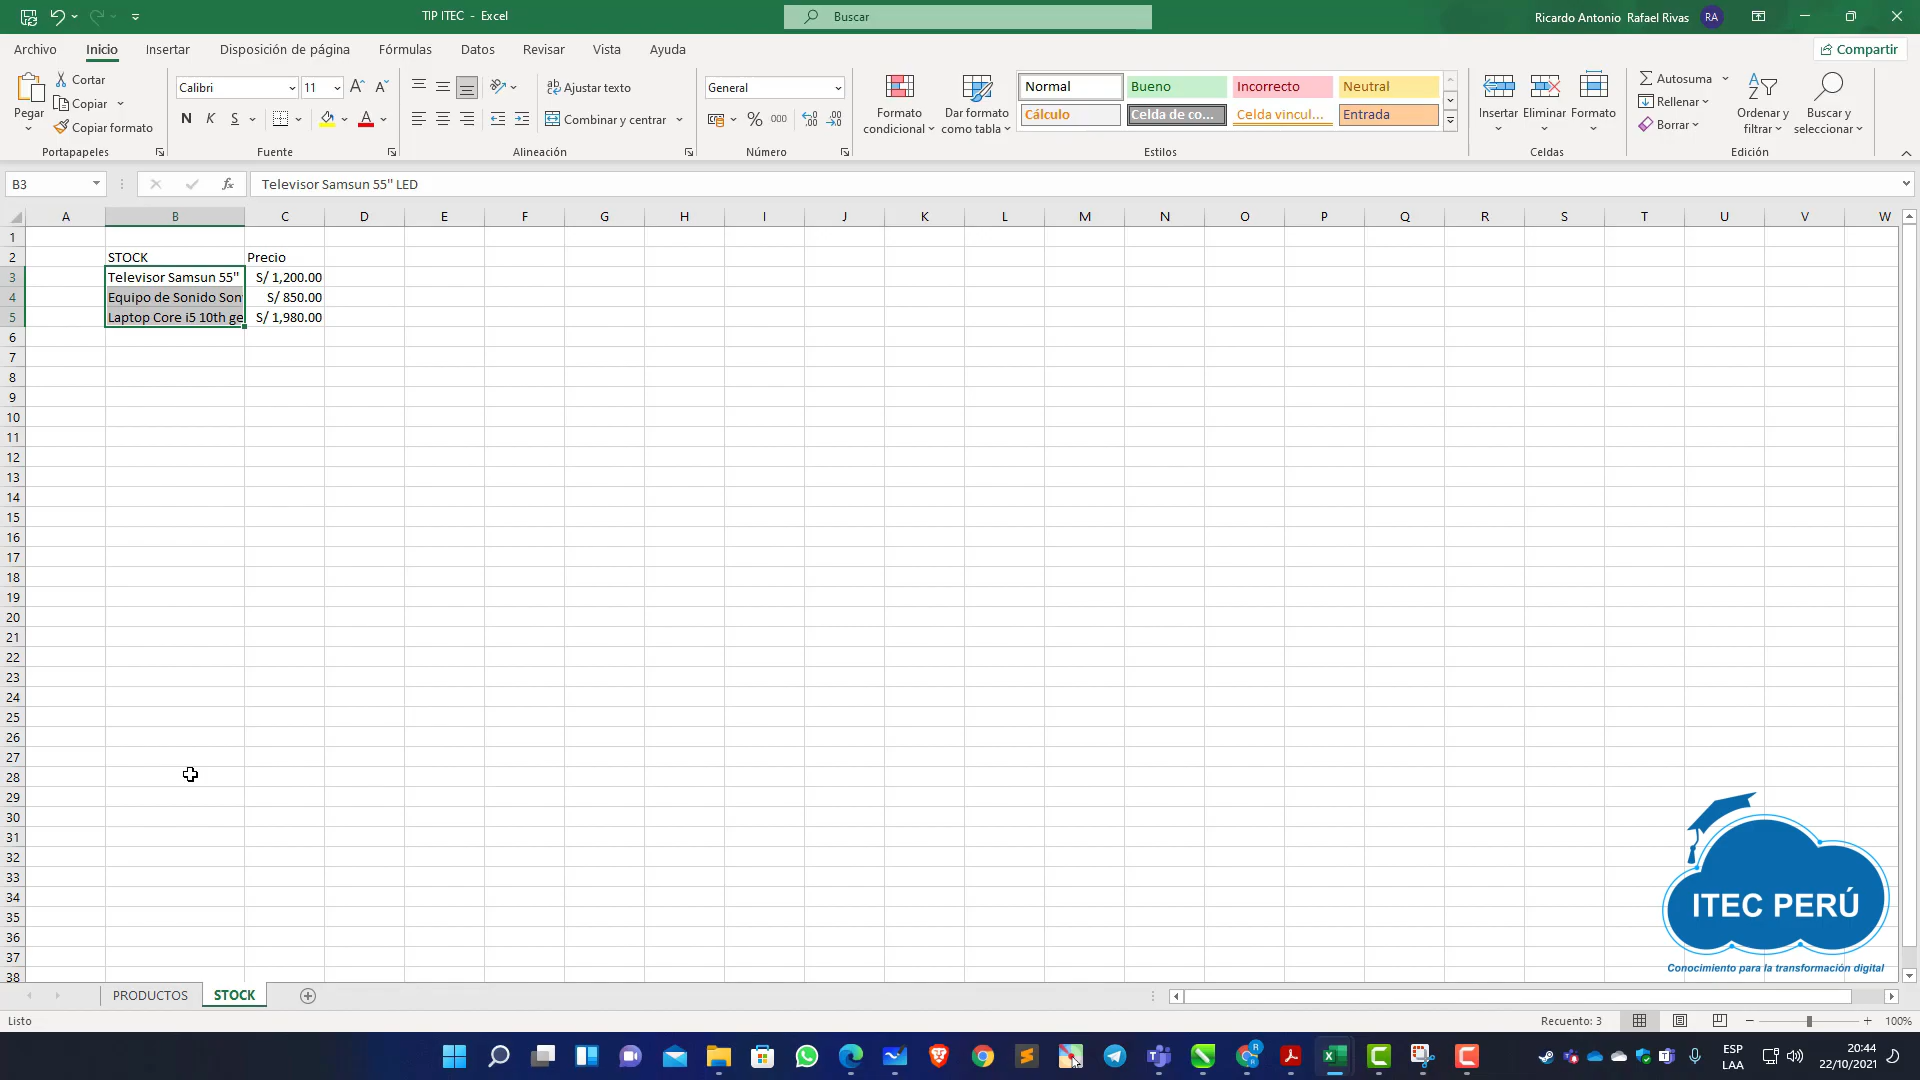 TIP ITEC - Excel
Buscar
Ricardo Antonio Rafael Rivas
RA
Archivo
Inicio
Insertar
Disposición de página
Fórmulas
Datos
Revisar
Vista
Ayuda
Compartir
Pegar
Cortar
Copiar
Copiar formato
Portapapeles
Calibri
11
N K S
Fuente
Ajustar texto
Combinar y centrar
Alineación
General
% 000
Número
Formato condicional
Dar formato como tabla
Normal
Bueno
Incorrecto
Neutral
Cálculo
Celda de co...
Celda vincul...
Entrada
Estilos
Insertar
Eliminar
Formato
Celdas
Autosuma
Rellenar
Borrar
Ordenar y filtrar
Buscar y seleccionar
Edición
B3
fx
Televisor Samsun 55" LED
A B C D E F G H I J K L M N O P Q R S T U V W
1
2 STOCK Precio
3 Televisor Samsun 55" S/ 1,200.00
4 Equipo de Sonido Son S/ 850.00
5 Laptop Core i5 10th ge S/ 1,980.00
6
7
8
9
10
11
12
13
14
15
16
17
18
19
20
21
22
23
24
25
26
27
28
29
30
31
32
33
34
35
36
37
38
ITEC PERÚ
Conocimiento para la transformación digital
PRODUCTOS
STOCK
Listo
Recuento: 3
100%
ESP
LAA
20:44
22/10/2021